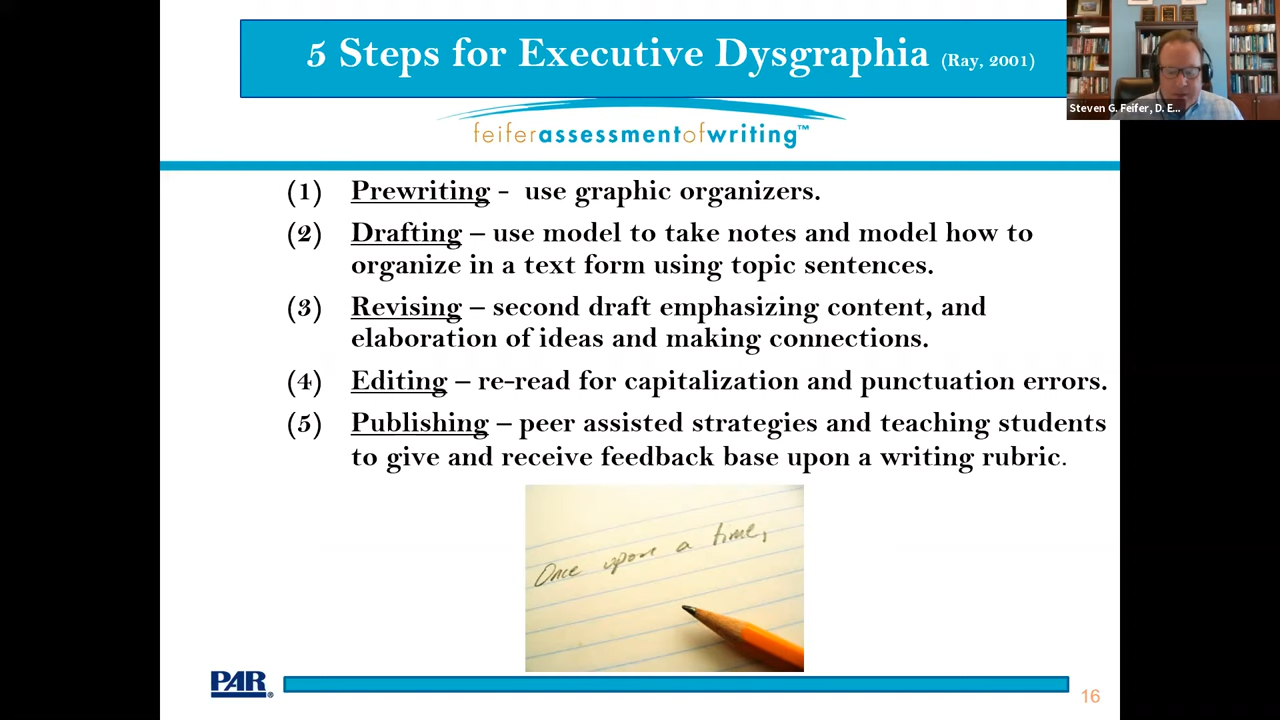 5 Steps for Executive Dysgraphia (Ray, 2001)
Steven G. Feifer, D. E...
feiferassessmentofwriting™
(1) Prewriting - use graphic organizers.
(2) Drafting – use model to take notes and model how to
organize in a text form using topic sentences.
(3) Revising – second draft emphasizing content, and
elaboration of ideas and making connections.
(4) Editing – re-read for capitalization and punctuation errors.
(5) Publishing – peer assisted strategies and teaching students
to give and receive feedback base upon a writing rubric.
Once upon a time,
PAR®
16